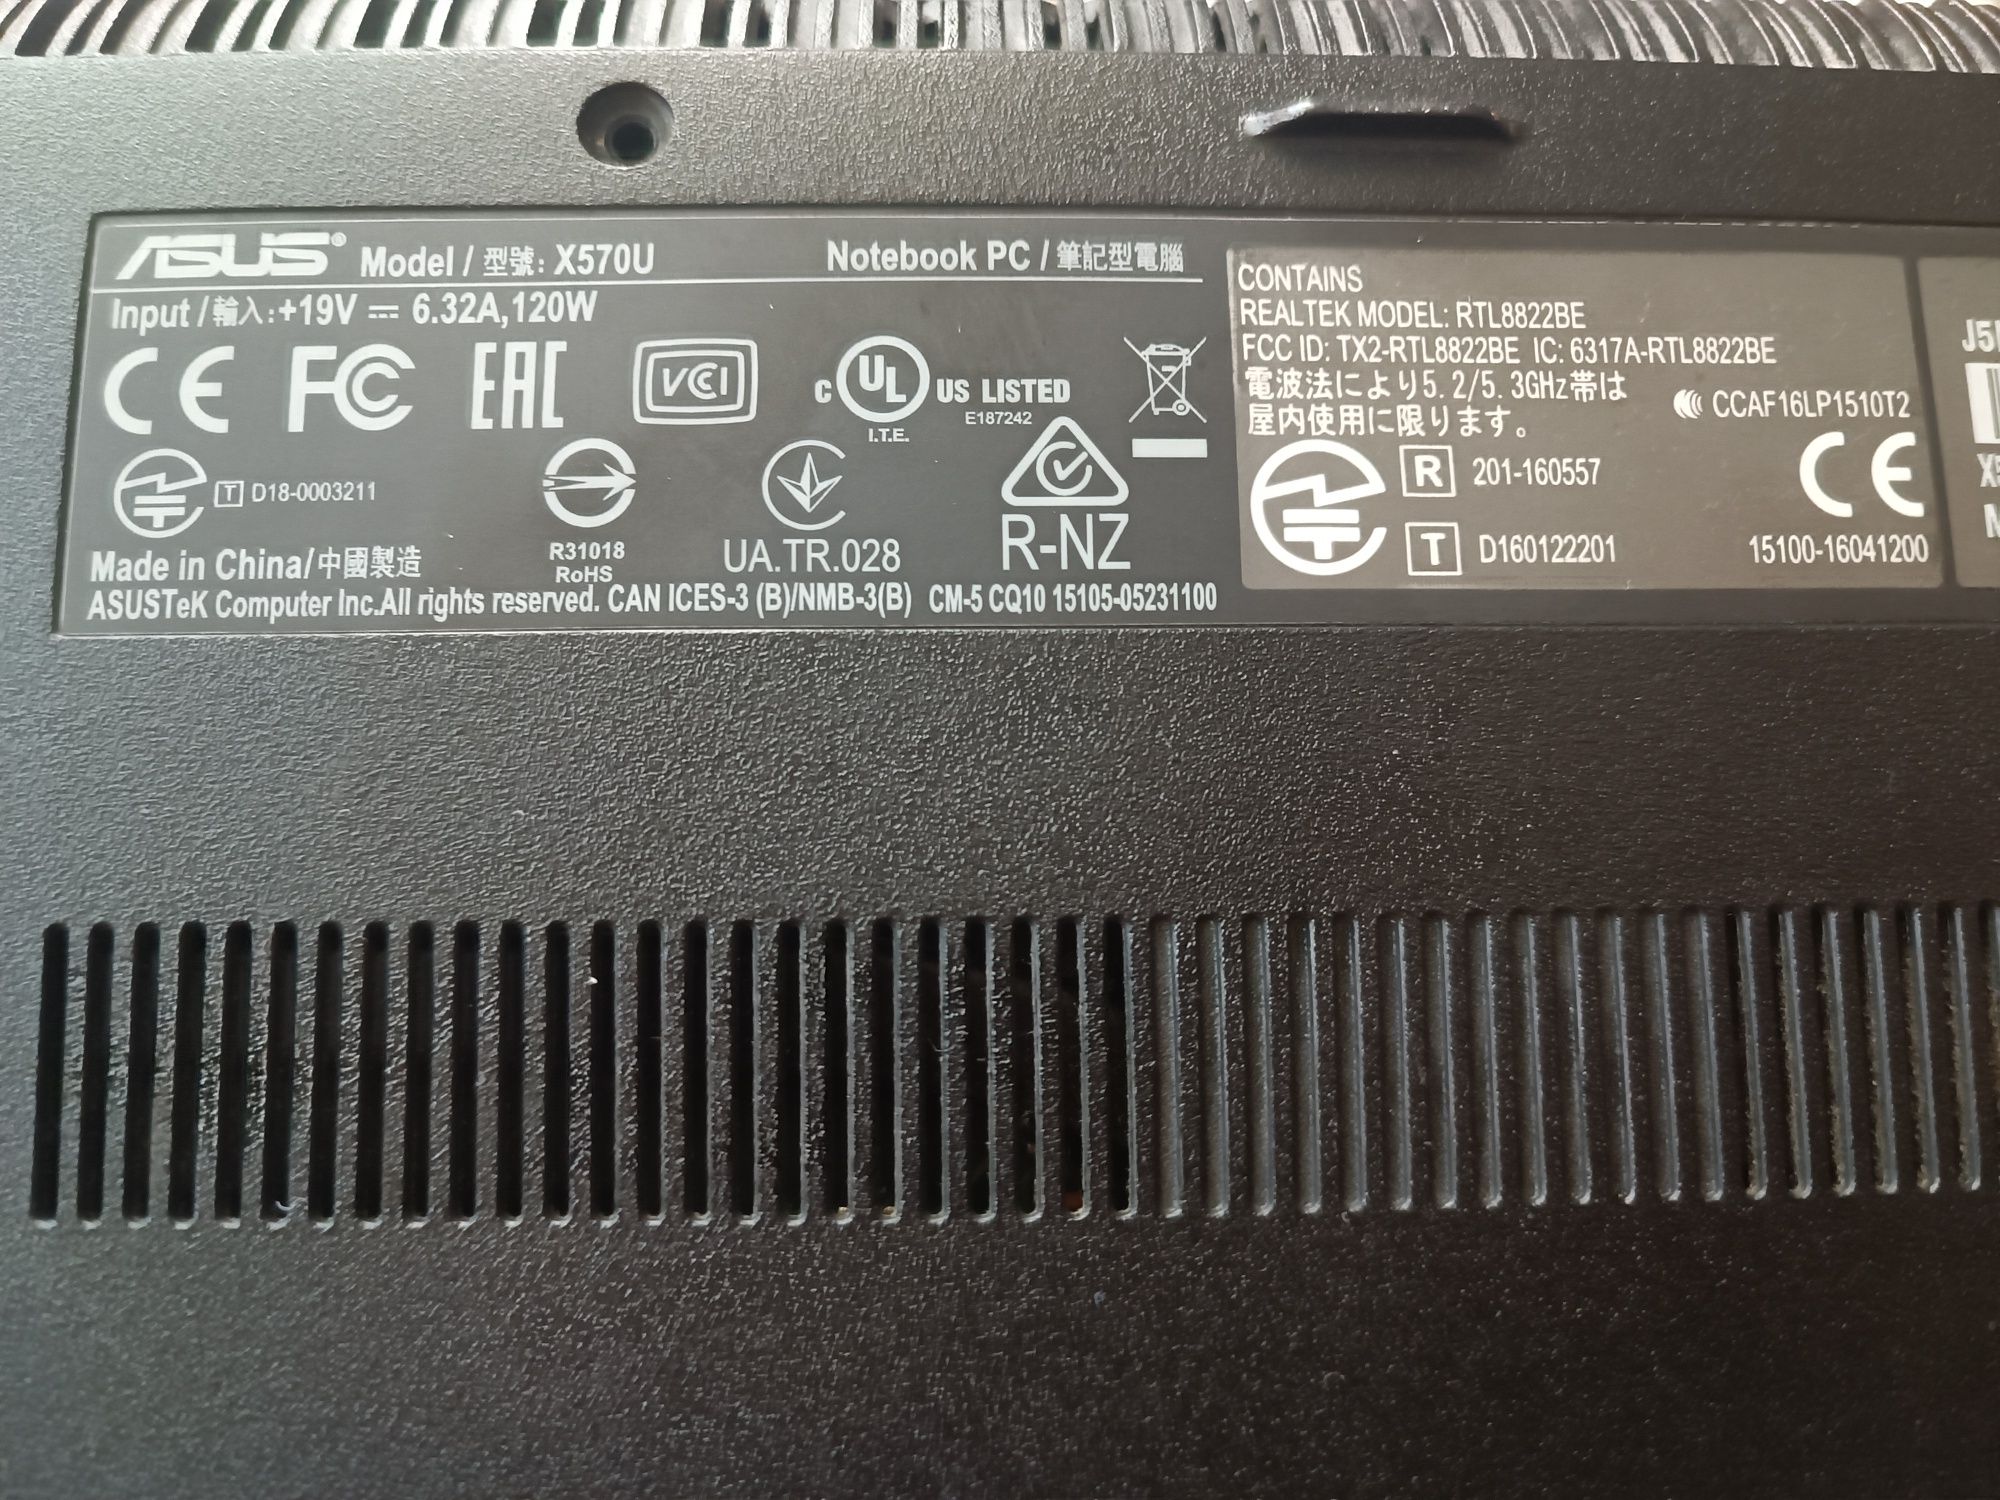 ASUS® Model / 型號: X570U Notebook PC / 筆記型電腦
Input / 輸入: +19V ⎓ 6.32A, 120W
CE FC EAC VCCI C UL US LISTED
I.T.E. E187242
T D18-0003211
R31018
RoHS
UA.TR.028
R-NZ
Made in China/中國製造
ASUSTeK Computer Inc.All rights reserved. CAN ICES-3 (B)/NMB-3(B) CM-5 CQ10 15105-05231100
CONTAINS
REALTEK MODEL: RTL8822BE
FCC ID: TX2-RTL8822BE IC: 6317A-RTL8822BE
電波法により5.2/5.3GHz帯は
屋内使用に限ります。
CCAF16LP1510T2
R 201-160557
CE
T D160122201
15100-16041200